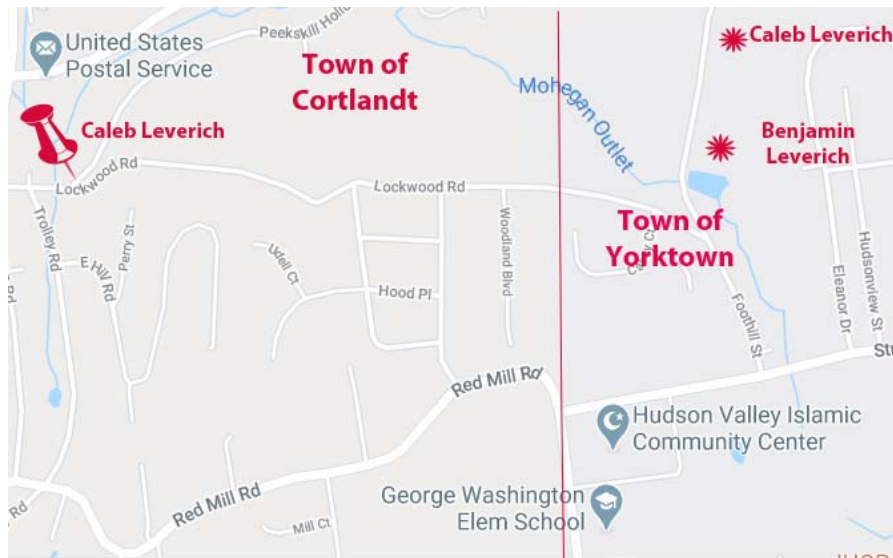 United States
Postal Service
Peekskill Hollo
Town of
Cortlandt
Caleb Leverich
Mohegan Outlet
Caleb Leverich
Benjamin
Leverich
Lockwood Rd
Lockwood Rd
Trolley Rd
Perry St
E Hill Rd
Udell Ct
Hood Pl
Woodland Blvd
Town of
Yorktown
Foothill St
Eleanor Dr
Hudsonview St
Red Mill Rd
Hudson Valley Islamic
Community Center
George Washington
Elem School
Red Mill Rd
Mill Ct